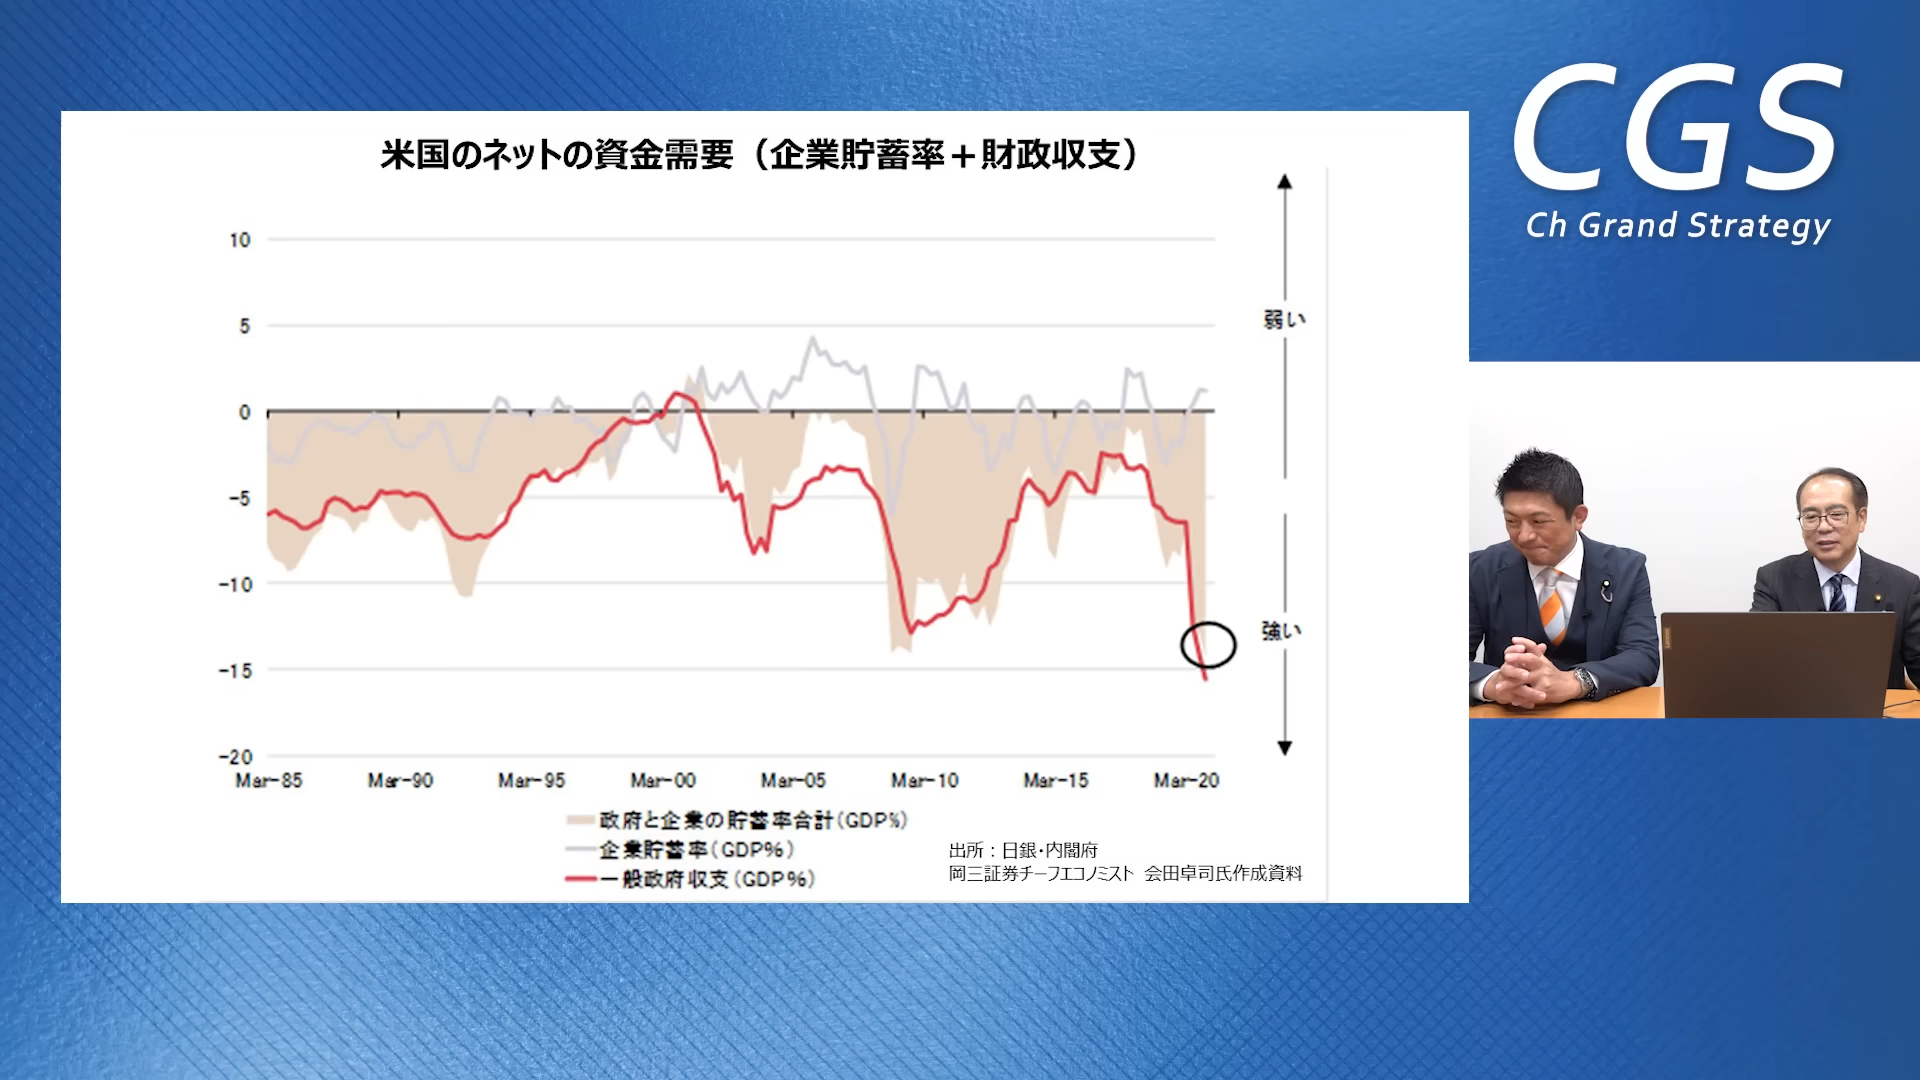 米国のネットの資金需要（企業貯蓄率＋財政収支）
CGS
Ch Grand Strategy
10
5
0
-5
-10
-15
-20
弱い
強い
Mar-85 Mar-90 Mar-95 Mar-00 Mar-05 Mar-10 Mar-15 Mar-20
政府と企業の貯蓄率合計(GDP%)
企業貯蓄率(GDP%)
一般政府収支(GDP%)
出所：日銀・内閣府
岡三証券チーフエコノミスト 会田卓司氏作成資料